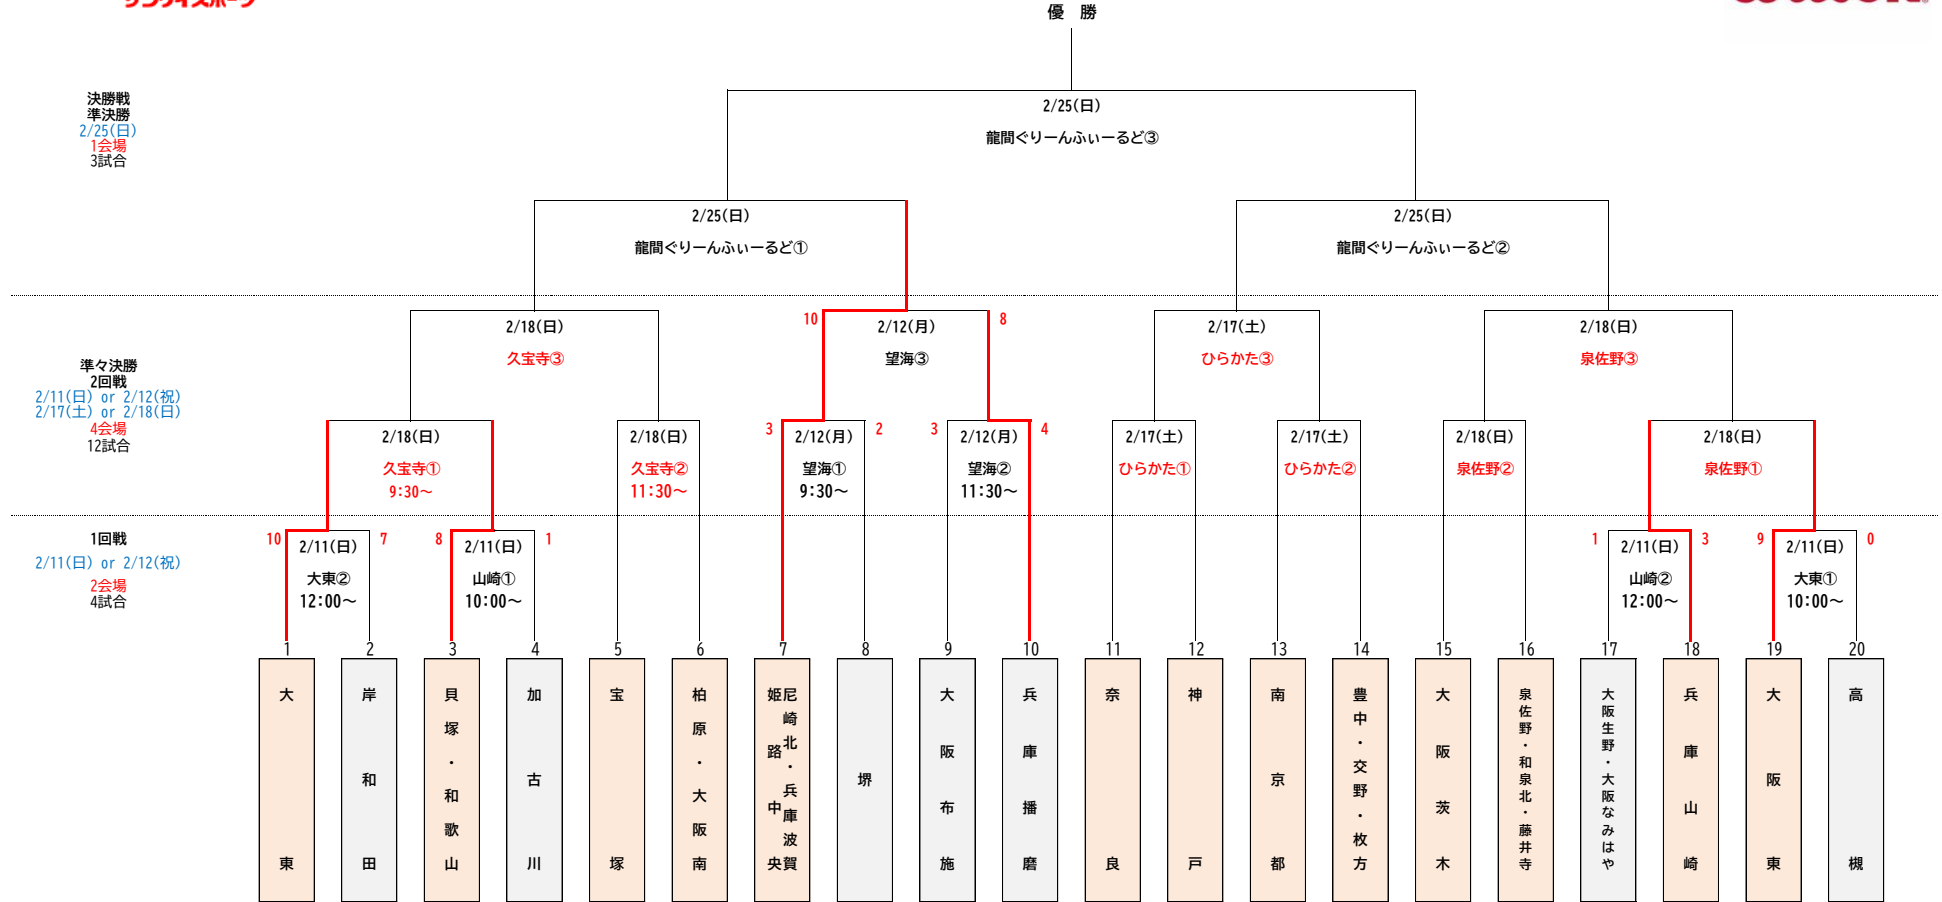 サンケイスポーツ
優 勝
決勝戦
準決勝
2/25(日)
1会場
3試合
2/25(日)
龍間ぐりーんふぃーるど③
2/25(日)
龍間ぐりーんふぃーるど①
2/25(日)
龍間ぐりーんふぃーるど②
準々決勝
2回戦
2/11(日) or 2/12(祝)
2/17(土) or 2/18(日)
4会場
12試合
2/18(日)
久宝寺③
10
2/12(月)
8
望海③
2/17(土)
ひらかた③
2/18(日)
泉佐野③
2/18(日)
久宝寺①
9:30～
2/18(日)
久宝寺②
11:30～
3
2/12(月)
2
望海①
9:30～
3
2/12(月)
4
望海②
11:30～
2/17(土)
ひらかた①
2/17(土)
ひらかた②
2/18(日)
泉佐野②
2/18(日)
泉佐野①
1回戦
2/11(日) or 2/12(祝)
2会場
4試合
10
2/11(日)
7
大東②
12:00～
8
2/11(日)
1
山崎①
10:00～
1
2/11(日)
3
山崎②
12:00～
9
2/11(日)
0
大東①
10:00～
1
2
3
4
5
6
7
8
9
10
11
12
13
14
15
16
17
18
19
20
大東
岸和田
貝塚・和歌山
加古川
宝塚
柏原・大阪南
尼崎北・兵庫波賀
姫路中央
堺
大阪布施
兵庫播磨
奈良
神戸
南京都
豊中・交野・枚方
大阪茨木
泉佐野・和泉北・藤井寺
大阪生野・大阪なみはや
兵庫山崎
大阪東
高槻